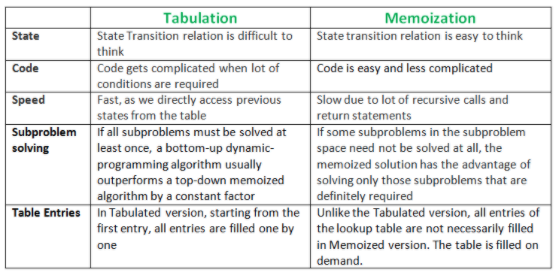 Tabulation Memoization
State State Transition relation is difficult to think State transition relation is easy to think
Code Code gets complicated when lot of conditions are required Code is easy and less complicated
Speed Fast, as we directly access previous states from the table Slow due to lot of recursive calls and return statements
Subproblem solving If all subproblems must be solved at least once, a bottom-up dynamic-programming algorithm usually outperforms a top-down memoized algorithm by a constant factor If some subproblems in the subproblem space need not be solved at all, the memoized solution has the advantage of solving only those subproblems that are definitely required
Table Entries In Tabulated version, starting from the first entry, all entries are filled one by one Unlike the Tabulated version, all entries of the lookup table are not necessarily filled in Memoized version. The table is filled on demand.